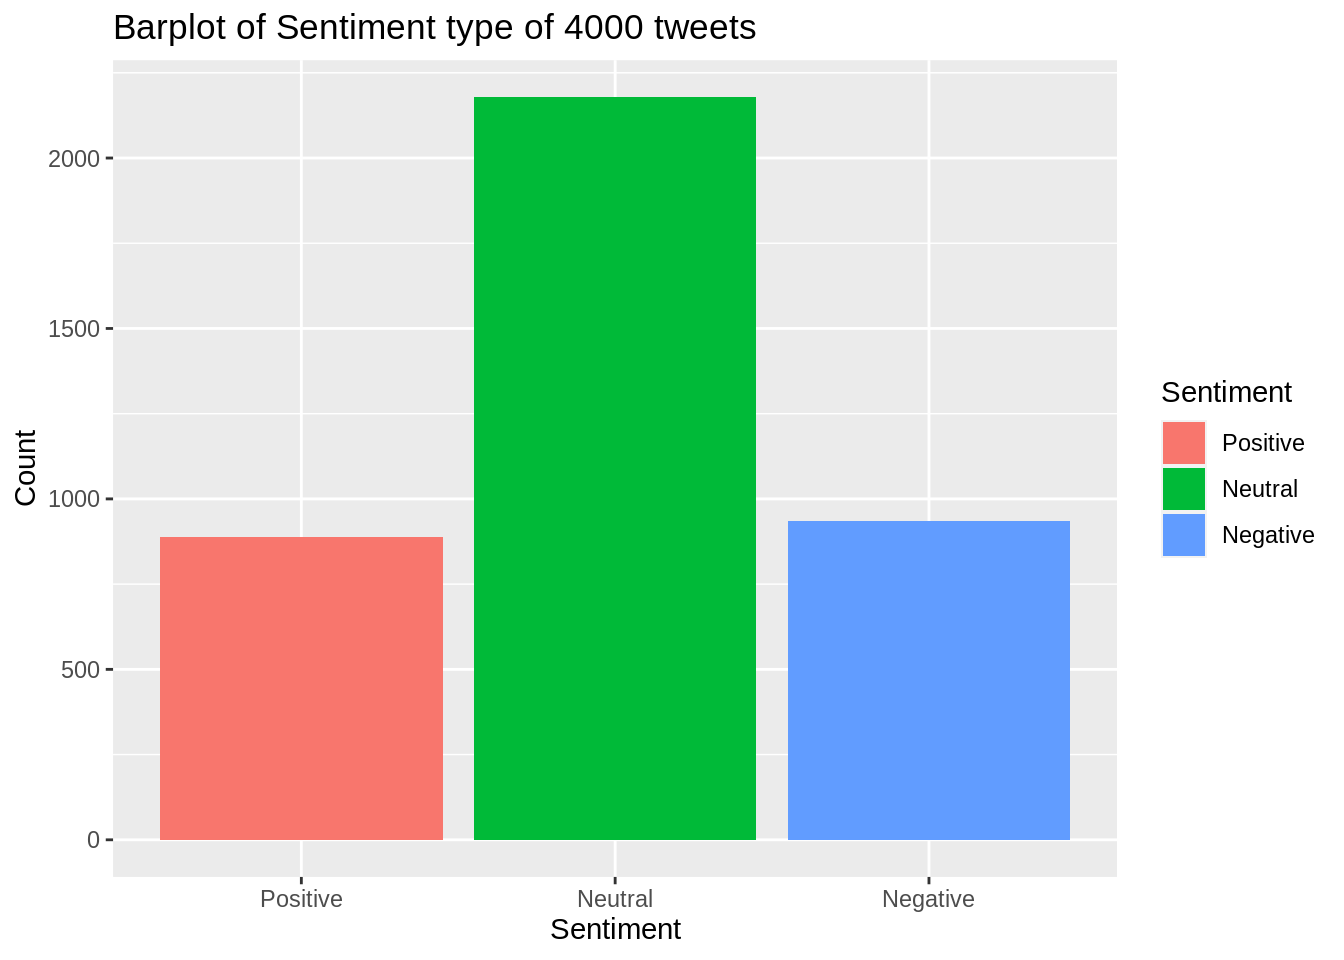 Barplot of Sentiment type of 4000 tweets
Count
2000
1500
1000
500
0
Positive
Neutral
Negative
Sentiment
Sentiment
Positive
Neutral
Negative